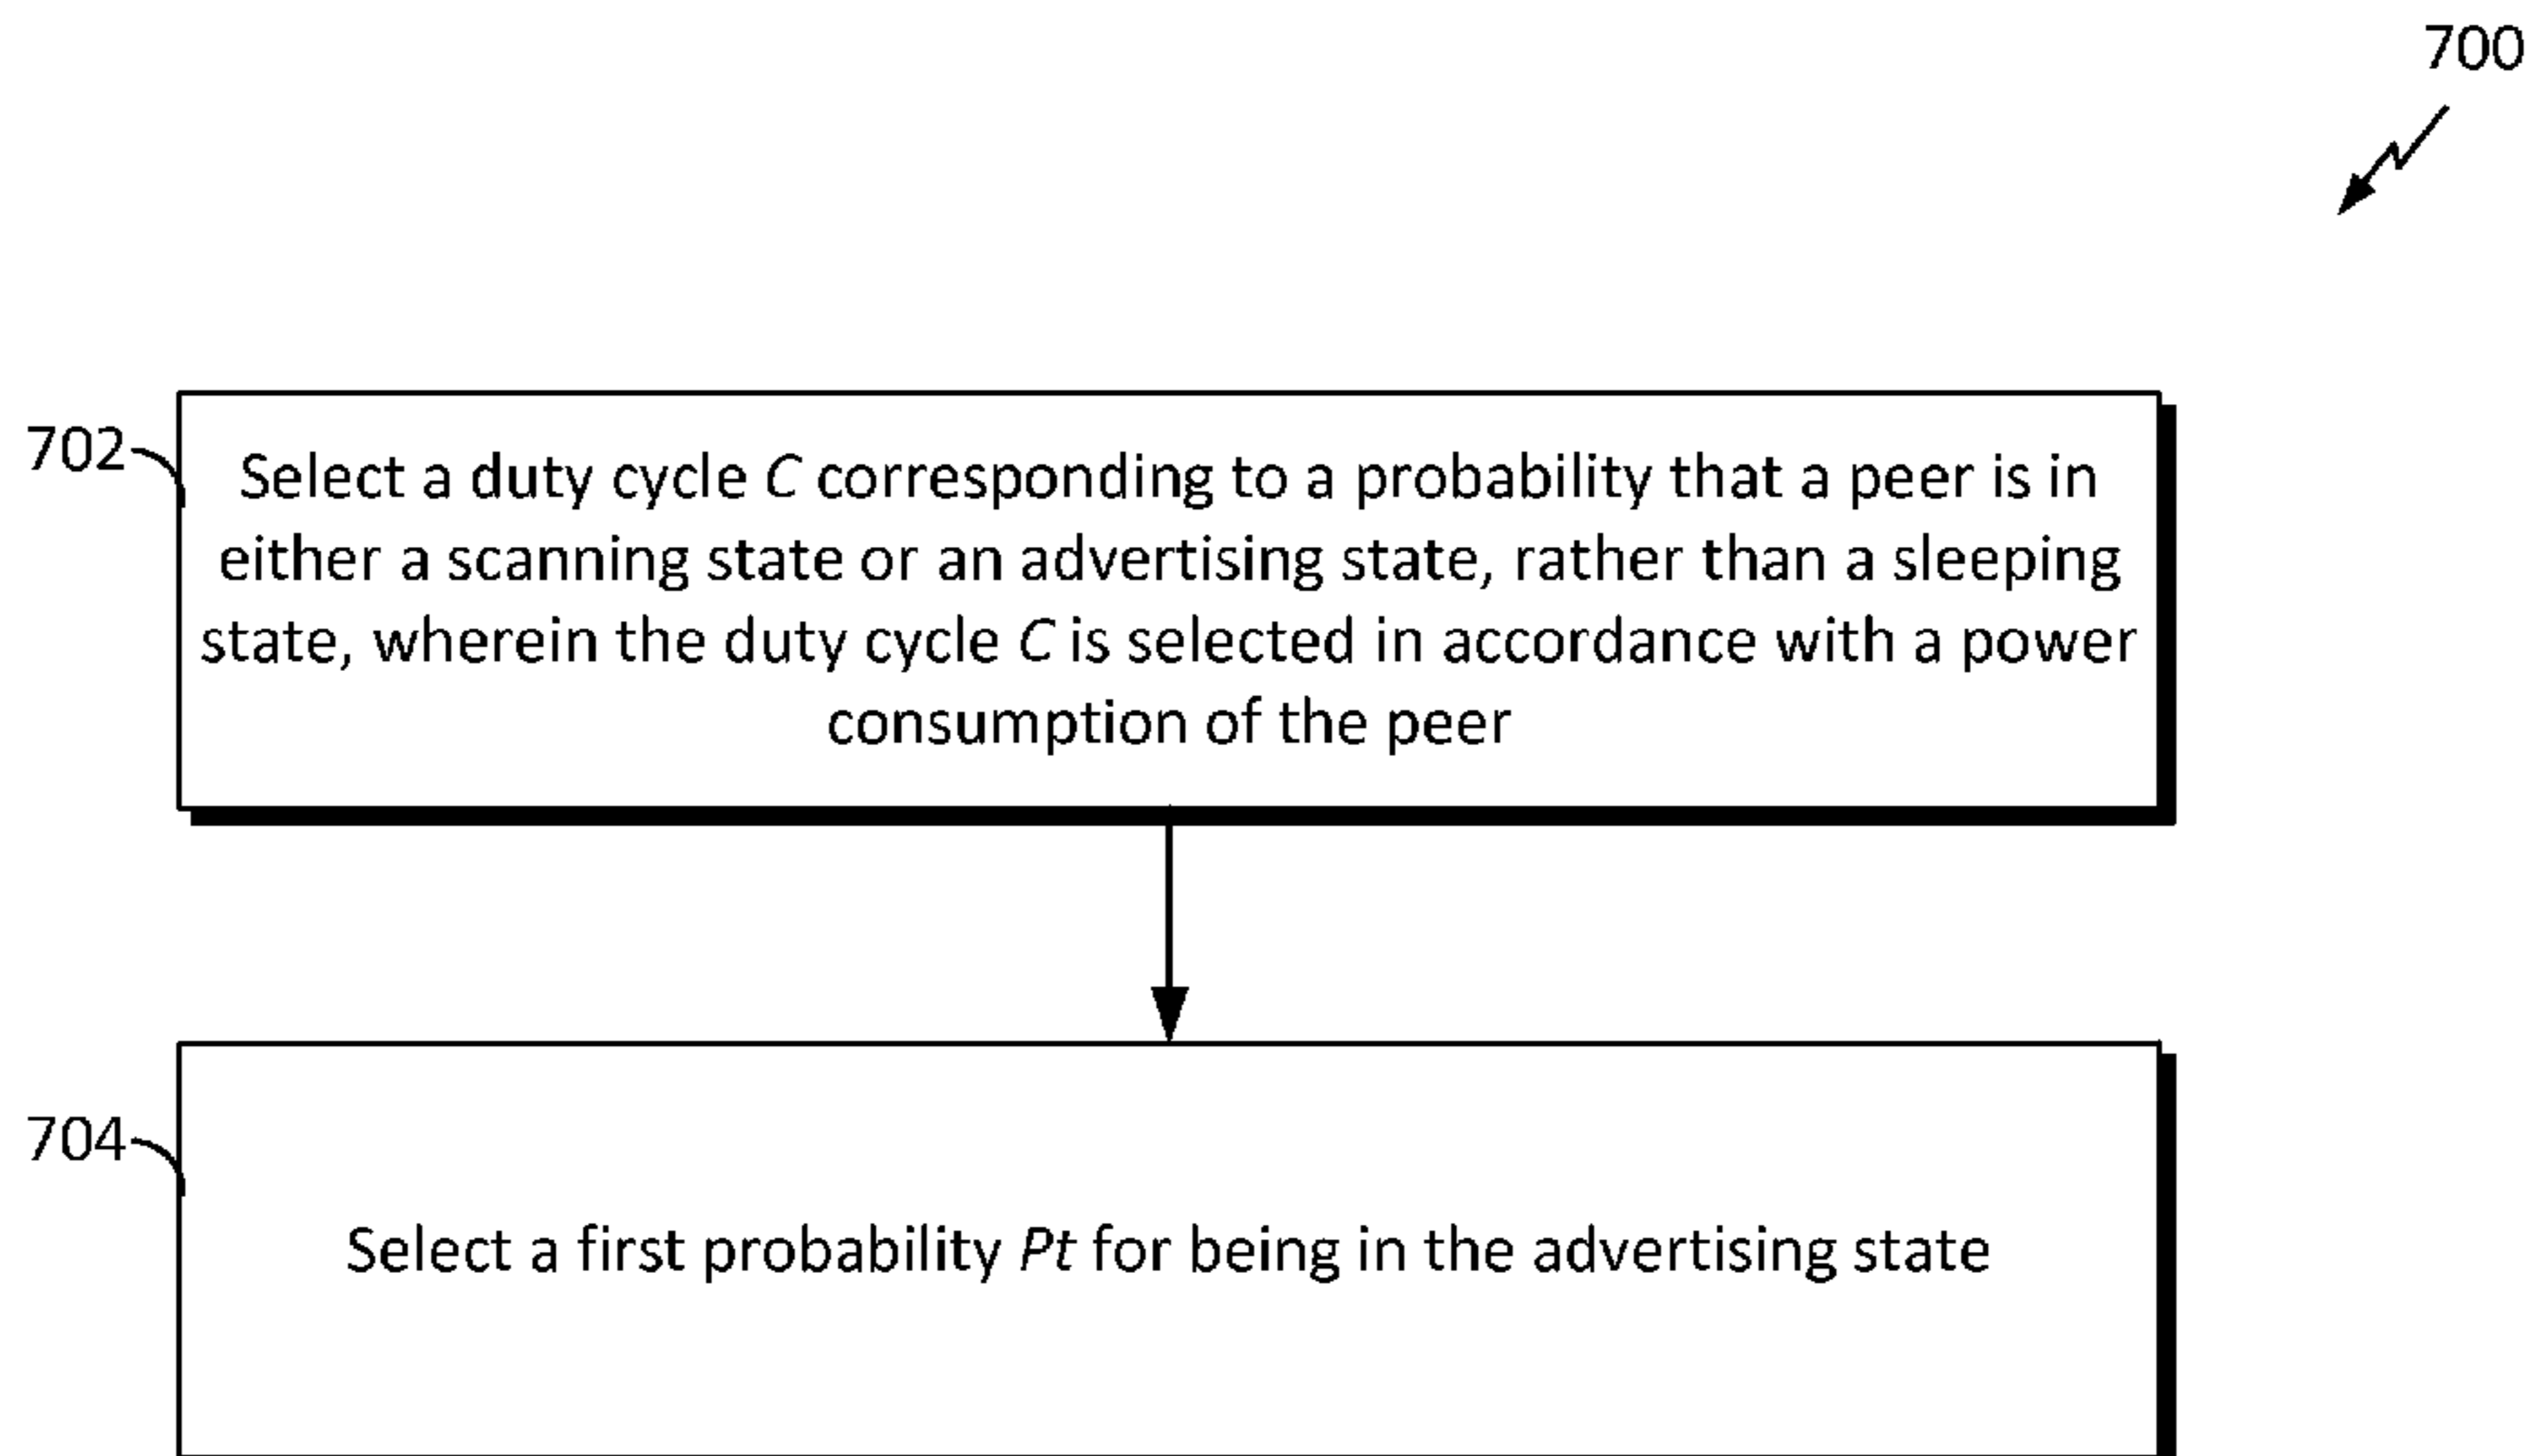 700
702
Select a duty cycle C corresponding to a probability that a peer is in
either a scanning state or an advertising state, rather than a sleeping
state, wherein the duty cycle C is selected in accordance with a power
consumption of the peer
704
Select a first probability Pt for being in the advertising state